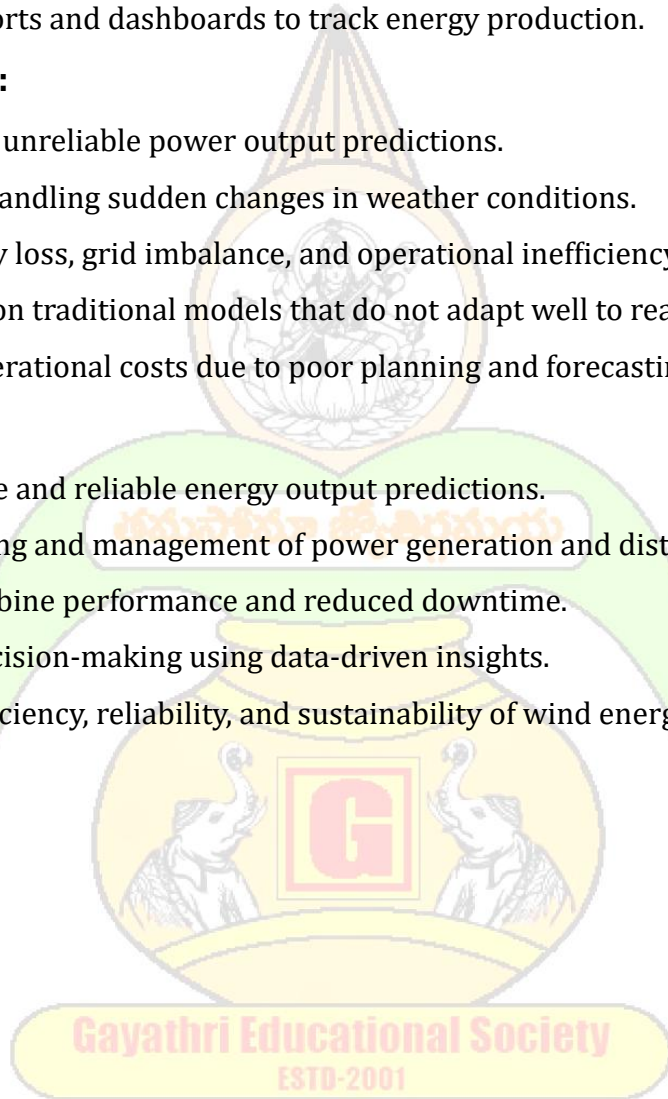 orts and dashboards to track energy production.
:
unreliable power output predictions.
andling sudden changes in weather conditions.
y loss, grid imbalance, and operational inefficiency
on traditional models that do not adapt well to rea
erational costs due to poor planning and forecastin
e and reliable energy output predictions.
ng and management of power generation and dist
bine performance and reduced downtime.
cision-making using data-driven insights.
ciency, reliability, and sustainability of wind energ
G
Gayathri Educational Society
ESTD-2001